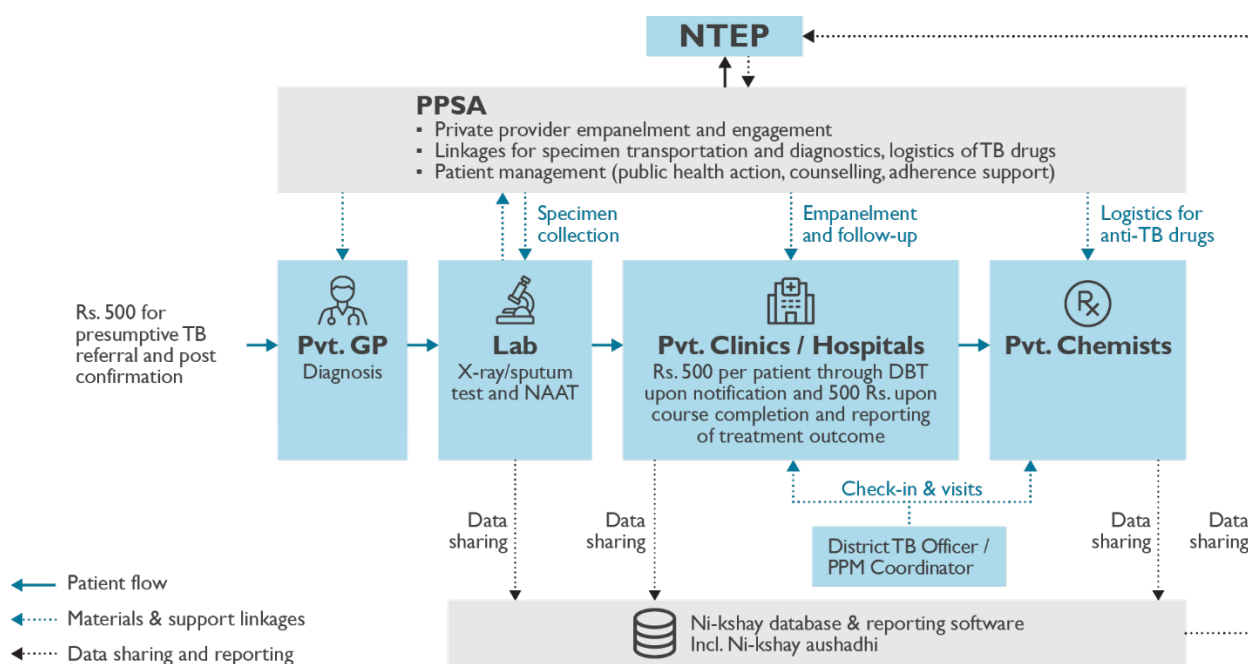 NTEP
PPSA
▪ Private provider empanelment and engagement
▪ Linkages for specimen transportation and diagnostics, logistics of TB drugs
▪ Patient management (public health action, counselling, adherence support)
Specimen
collection
Empanelment
and follow-up
Logistics for
anti-TB drugs
Rs. 500 for
presumptive TB
referral and post
confirmation
Pvt. GP
Diagnosis
Lab
X-ray/sputum
test and NAAT
Pvt. Clinics / Hospitals
Rs. 500 per patient through DBT
upon notification and 500 Rs. upon
course completion and reporting
of treatment outcome
Rx
Pvt. Chemists
Check-in & visits
Data
sharing
Data
sharing
District TB Officer /
PPM Coordinator
Data
sharing
Data
sharing
Patient flow
Materials & support linkages
Data sharing and reporting
Ni-kshay database & reporting software
Incl. Ni-kshay aushadhi